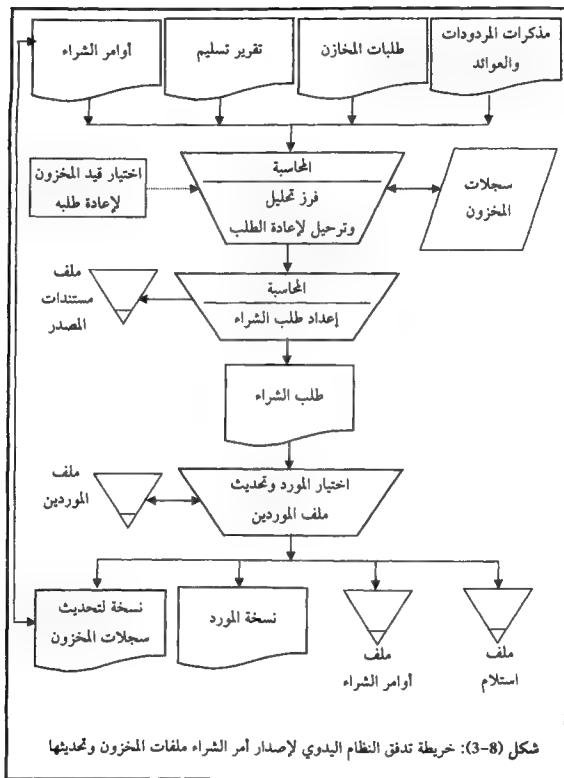 مذكرات المردودات
والعوائد
طلبات المخازن
تقرير تسليم
أوامر الشراء
المحاسبة
فرز تحليل
وترحيل لإعادة الطلب
اختيار قيد المخزون
لإعادة طلبه
سجلات
المخزون
المحاسبة
إعداد طلب الشراء
ملف
مستندات
المصدر
طلب الشراء
اختيار المورد وتحديث
ملف الموردين
ملف
الموردين
ملف
استلام
ملف
أوامر الشراء
نسخة المورد
نسخة لتحديث
سجلات المخزون
شكل (8-3): خريطة تدفق النظام اليدوي لإصدار أمر الشراء ملفات المخزون وتحديثها